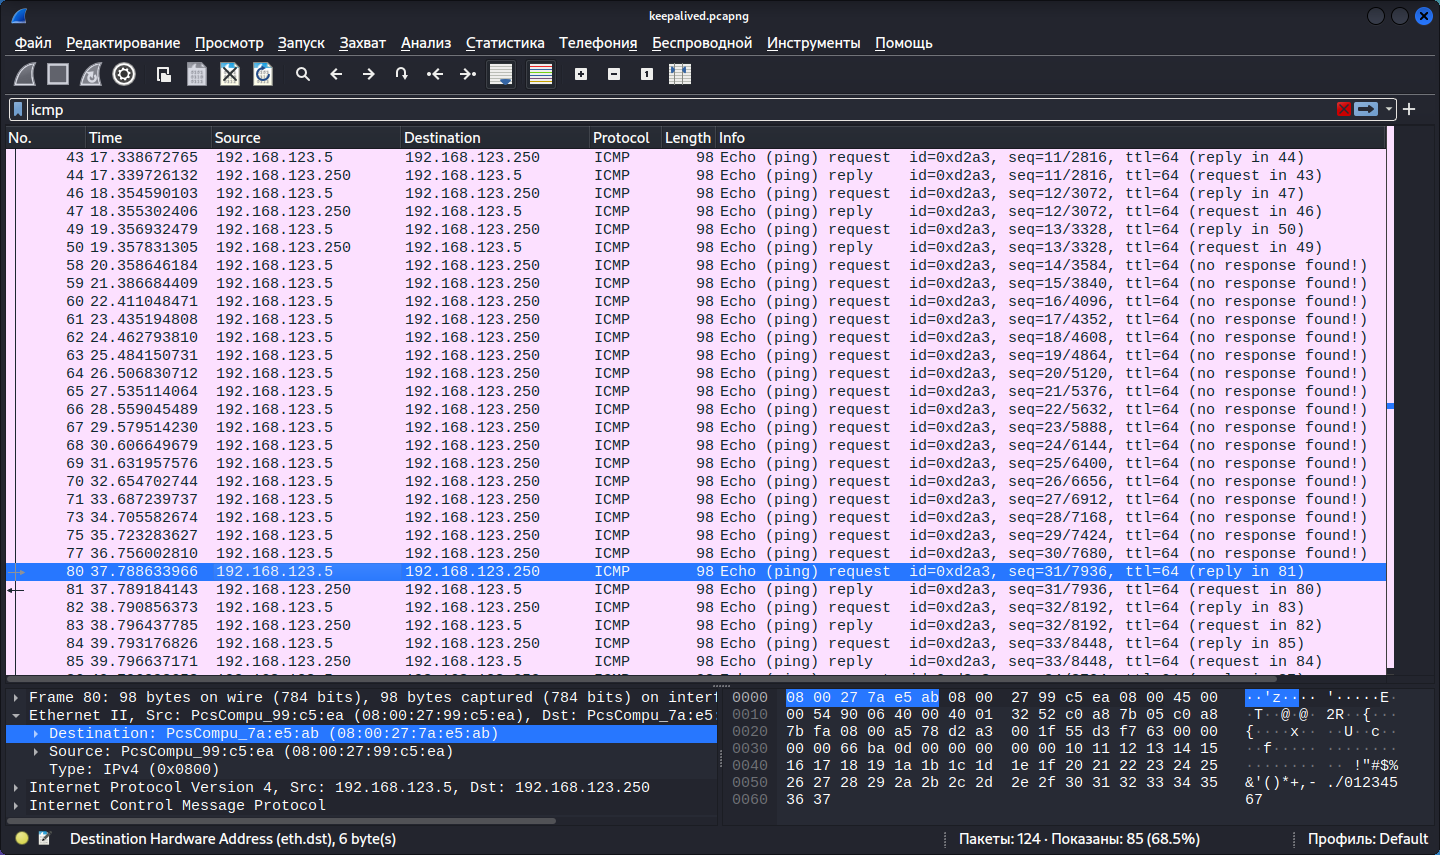 keepalived.pcapng
Файл Редактирование Просмотр Запуск Захват Анализ Статистика Телефония Беспроводной Инструменты Помощь
icmp
No. Time Source Destination Protocol Length Info
43 17.338672765 192.168.123.5 192.168.123.250 ICMP 98 Echo (ping) request id=0xd2a3, seq=11/2816, ttl=64 (reply in 44)
44 17.339726132 192.168.123.250 192.168.123.5 ICMP 98 Echo (ping) reply id=0xd2a3, seq=11/2816, ttl=64 (request in 43)
46 18.354590103 192.168.123.5 192.168.123.250 ICMP 98 Echo (ping) request id=0xd2a3, seq=12/3072, ttl=64 (reply in 47)
47 18.355302406 192.168.123.250 192.168.123.5 ICMP 98 Echo (ping) reply id=0xd2a3, seq=12/3072, ttl=64 (request in 46)
49 19.356932479 192.168.123.5 192.168.123.250 ICMP 98 Echo (ping) request id=0xd2a3, seq=13/3328, ttl=64 (reply in 50)
50 19.357831305 192.168.123.250 192.168.123.5 ICMP 98 Echo (ping) reply id=0xd2a3, seq=13/3328, ttl=64 (request in 49)
58 20.358646184 192.168.123.5 192.168.123.250 ICMP 98 Echo (ping) request id=0xd2a3, seq=14/3584, ttl=64 (no response found!)
59 21.386684409 192.168.123.5 192.168.123.250 ICMP 98 Echo (ping) request id=0xd2a3, seq=15/3840, ttl=64 (no response found!)
60 22.411048471 192.168.123.5 192.168.123.250 ICMP 98 Echo (ping) request id=0xd2a3, seq=16/4096, ttl=64 (no response found!)
61 23.435194808 192.168.123.5 192.168.123.250 ICMP 98 Echo (ping) request id=0xd2a3, seq=17/4352, ttl=64 (no response found!)
62 24.462793810 192.168.123.5 192.168.123.250 ICMP 98 Echo (ping) request id=0xd2a3, seq=18/4608, ttl=64 (no response found!)
63 25.484150731 192.168.123.5 192.168.123.250 ICMP 98 Echo (ping) request id=0xd2a3, seq=19/4864, ttl=64 (no response found!)
64 26.506830712 192.168.123.5 192.168.123.250 ICMP 98 Echo (ping) request id=0xd2a3, seq=20/5120, ttl=64 (no response found!)
65 27.535114064 192.168.123.5 192.168.123.250 ICMP 98 Echo (ping) request id=0xd2a3, seq=21/5376, ttl=64 (no response found!)
66 28.559045489 192.168.123.5 192.168.123.250 ICMP 98 Echo (ping) request id=0xd2a3, seq=22/5632, ttl=64 (no response found!)
67 29.579514230 192.168.123.5 192.168.123.250 ICMP 98 Echo (ping) request id=0xd2a3, seq=23/5888, ttl=64 (no response found!)
68 30.606649679 192.168.123.5 192.168.123.250 ICMP 98 Echo (ping) request id=0xd2a3, seq=24/6144, ttl=64 (no response found!)
69 31.631957576 192.168.123.5 192.168.123.250 ICMP 98 Echo (ping) request id=0xd2a3, seq=25/6400, ttl=64 (no response found!)
70 32.654702744 192.168.123.5 192.168.123.250 ICMP 98 Echo (ping) request id=0xd2a3, seq=26/6656, ttl=64 (no response found!)
71 33.687239737 192.168.123.5 192.168.123.250 ICMP 98 Echo (ping) request id=0xd2a3, seq=27/6912, ttl=64 (no response found!)
73 34.705582674 192.168.123.5 192.168.123.250 ICMP 98 Echo (ping) request id=0xd2a3, seq=28/7168, ttl=64 (no response found!)
75 35.723283627 192.168.123.5 192.168.123.250 ICMP 98 Echo (ping) request id=0xd2a3, seq=29/7424, ttl=64 (no response found!)
77 36.756002810 192.168.123.5 192.168.123.250 ICMP 98 Echo (ping) request id=0xd2a3, seq=30/7680, ttl=64 (no response found!)
80 37.788633966 192.168.123.5 192.168.123.250 ICMP 98 Echo (ping) request id=0xd2a3, seq=31/7936, ttl=64 (reply in 81)
81 37.789184143 192.168.123.250 192.168.123.5 ICMP 98 Echo (ping) reply id=0xd2a3, seq=31/7936, ttl=64 (request in 80)
82 38.790856373 192.168.123.5 192.168.123.250 ICMP 98 Echo (ping) request id=0xd2a3, seq=32/8192, ttl=64 (reply in 83)
83 38.796437785 192.168.123.250 192.168.123.5 ICMP 98 Echo (ping) reply id=0xd2a3, seq=32/8192, ttl=64 (request in 82)
84 39.793176826 192.168.123.5 192.168.123.250 ICMP 98 Echo (ping) request id=0xd2a3, seq=33/8448, ttl=64 (reply in 85)
85 39.796637171 192.168.123.250 192.168.123.5 ICMP 98 Echo (ping) reply id=0xd2a3, seq=33/8448, ttl=64 (request in 84)
Frame 80: 98 bytes on wire (784 bits), 98 bytes captured (784 bits) on interf
Ethernet II, Src: PcsCompu_99:c5:ea (08:00:27:99:c5:ea), Dst: PcsCompu_7a:e5:
Destination: PcsCompu_7a:e5:ab (08:00:27:7a:e5:ab)
Source: PcsCompu_99:c5:ea (08:00:27:99:c5:ea)
Type: IPv4 (0x0800)
Internet Protocol Version 4, Src: 192.168.123.5, Dst: 192.168.123.250
Internet Control Message Protocol
0000 08 00 27 7a e5 ab 08 00 27 99 c5 ea 08 00 45 00 ··'z···· '·····E·
0010 00 54 90 06 40 00 40 01 32 52 c0 a8 7b 05 c0 a8 ·T··@·@· 2R··{···
0020 7b fa 08 00 a5 78 d2 a3 00 1f 55 d3 f7 63 00 00 {····x·· ··U··c··
0030 00 00 66 ba 0d 00 00 00 00 00 10 11 12 13 14 15 ··f····· ········
0040 16 17 18 19 1a 1b 1c 1d 1e 1f 20 21 22 23 24 25 ········ ·· !"#$%
0050 26 27 28 29 2a 2b 2c 2d 2e 2f 30 31 32 33 34 35 &'()*+,- ./012345
0060 36 37 67
Destination Hardware Address (eth.dst), 6 byte(s) Пакеты: 124 · Показаны: 85 (68.5%) Профиль: Default